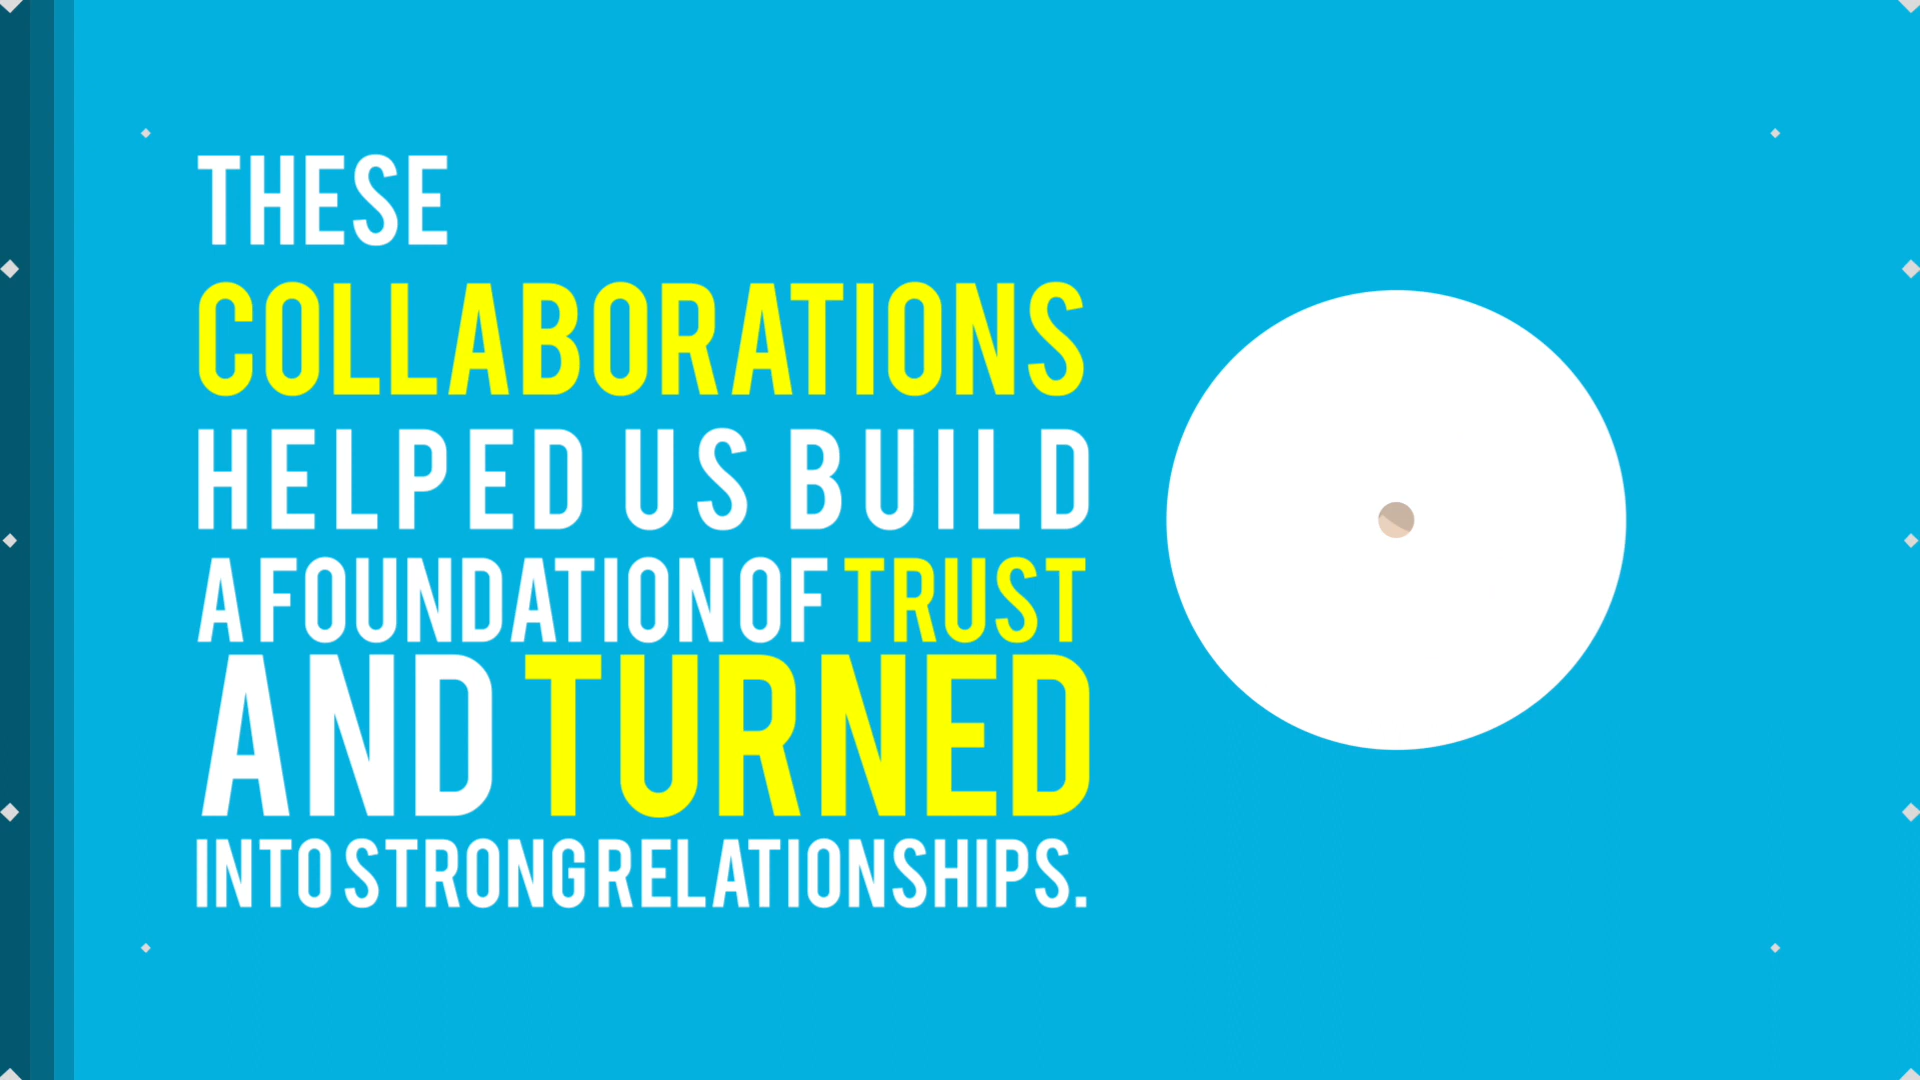 THESE
COLLABORATIONS
HELPED US BUILD
A FOUNDATION OF TRUST
AND TURNED
INTO STRONG RELATIONSHIPS.